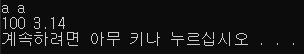 a a
100 3.14
계속하려면 아무 키나 누르십시오 . . .